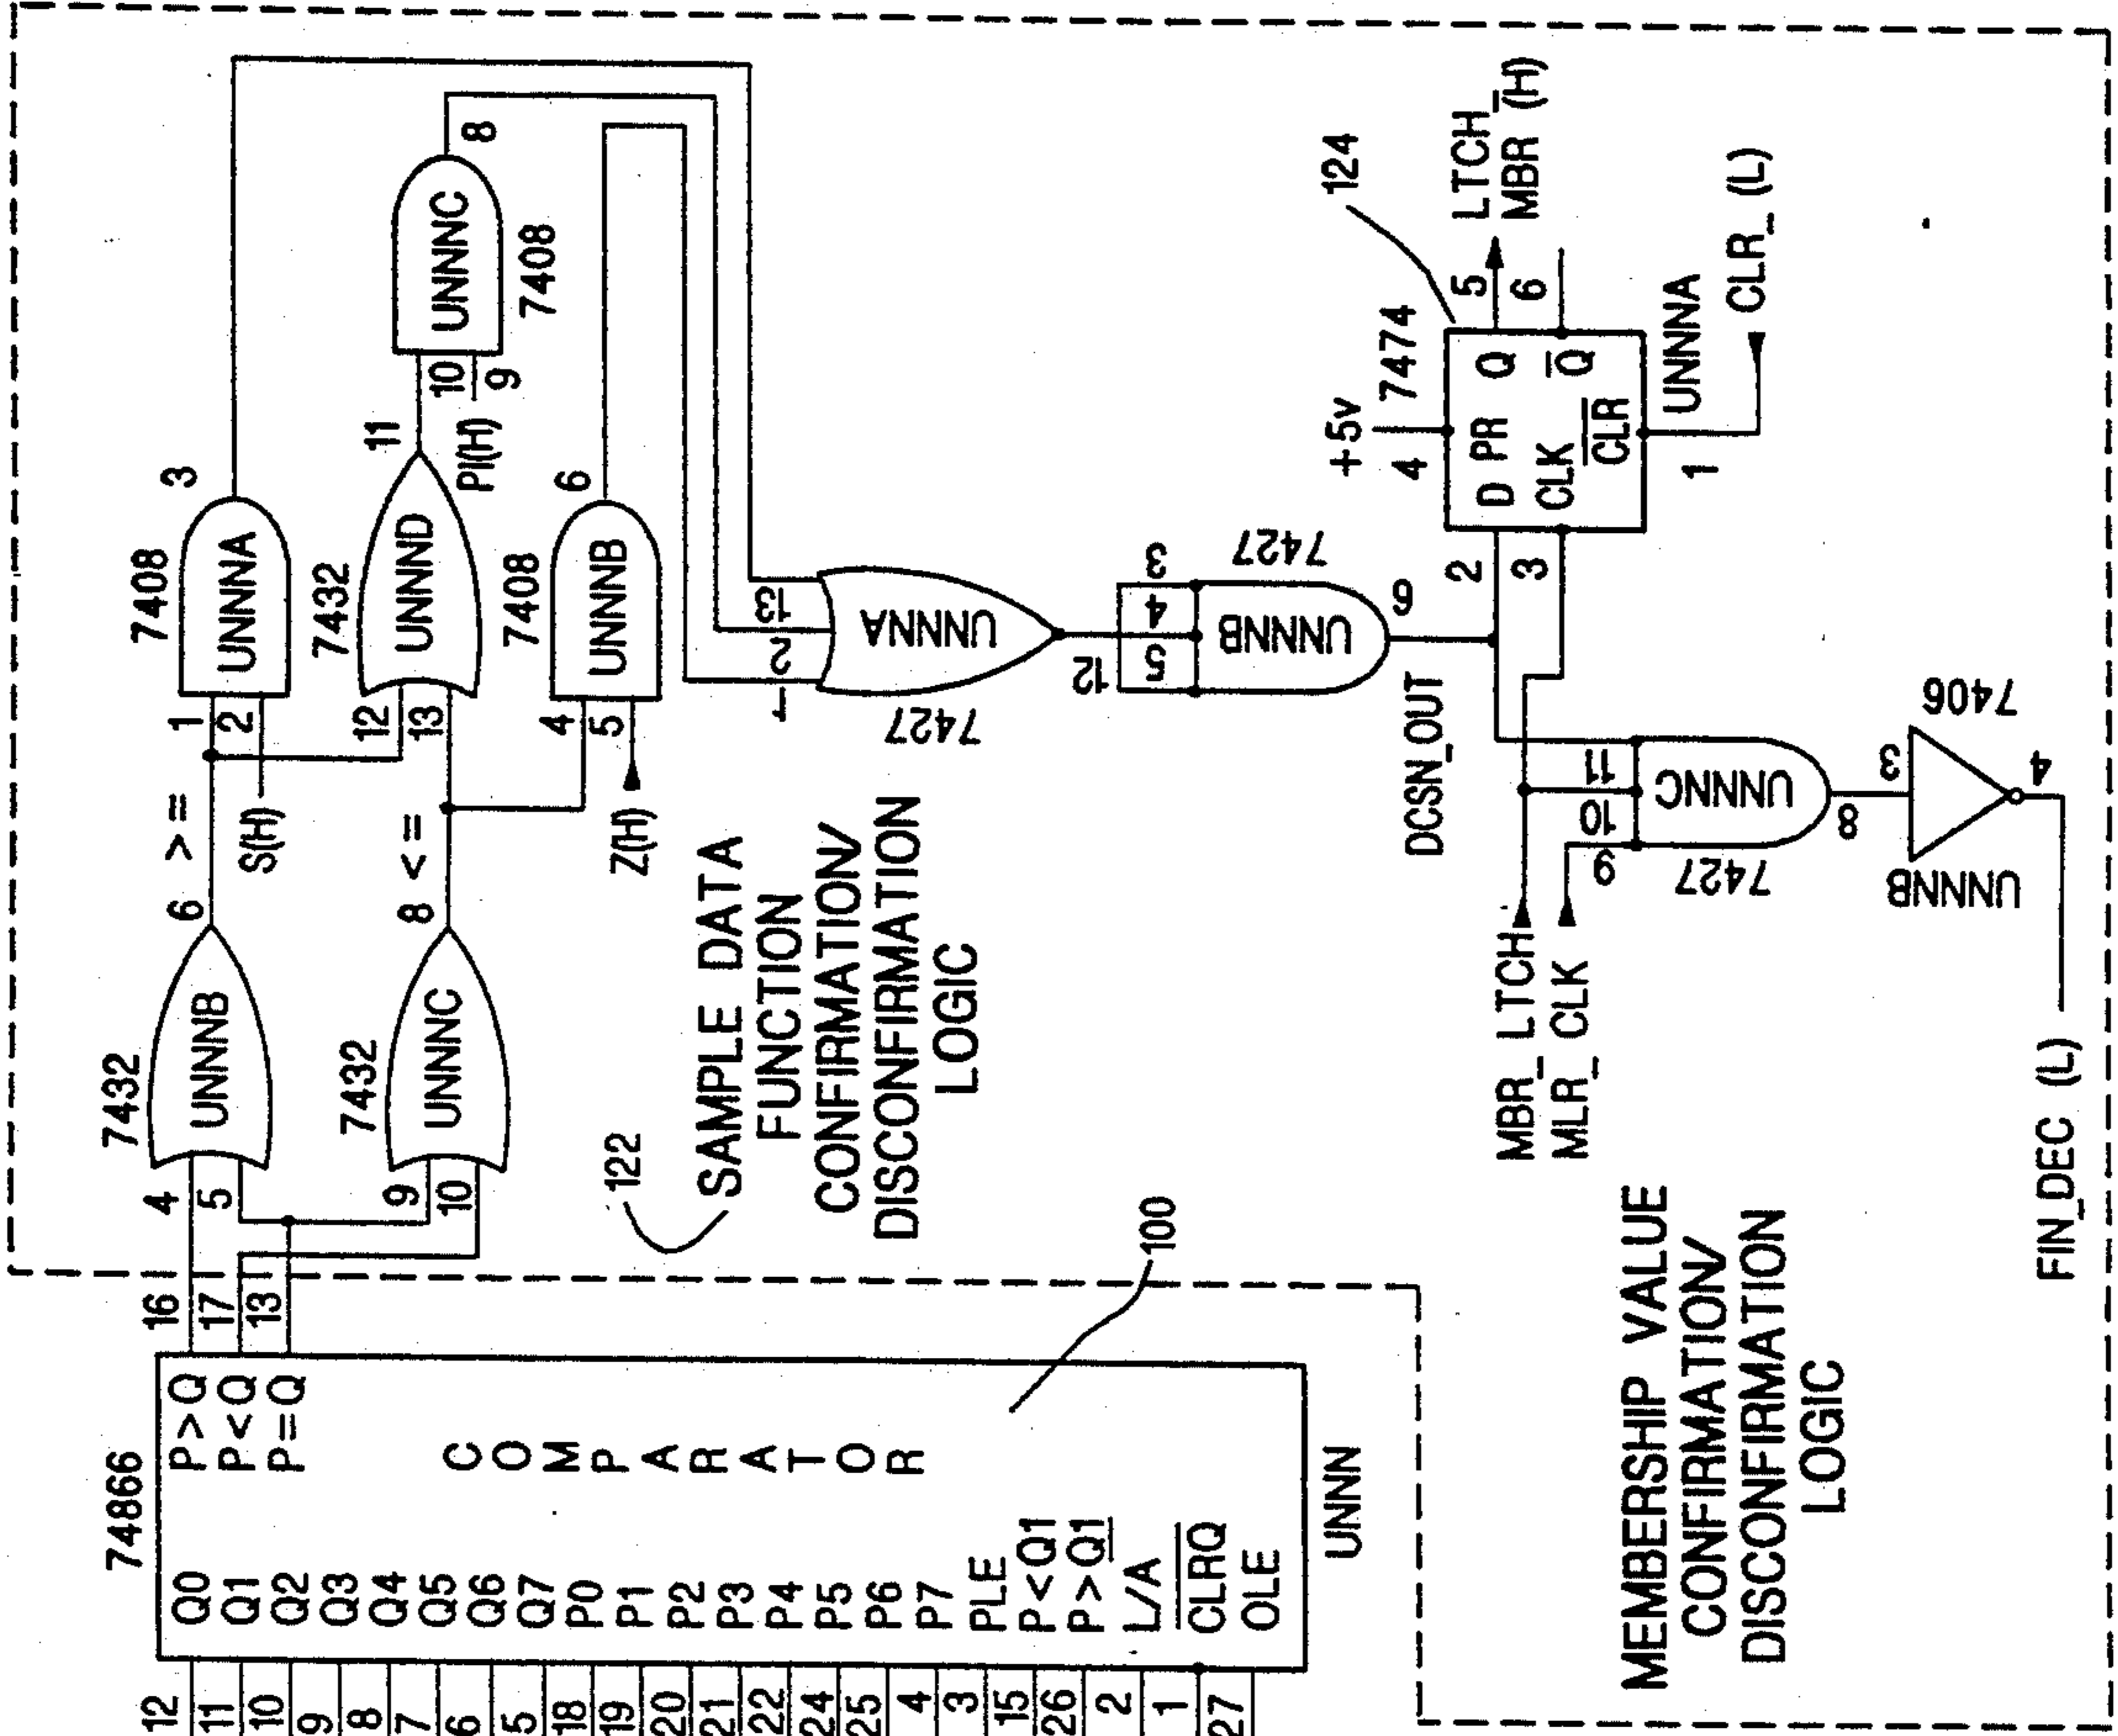 74866
12 Q0 P>Q 16
11 Q1 P<Q 17
10 Q2 P=Q 13
9 Q3
8 Q4
7 Q5
6 Q6
5 Q7
18 P0
19 P1
20 P2
21 P3
22 P4
24 P5
25 P6
4 P7
3 PLE
15 P<Q1
26 P>Q1
2 L/A
1 CLRQ
27 OLE
COMPARATOR
UNNN
100
122
7432
4
5
UNNNB
6 >=
7432
9
10
UNNNC
8 <=
7408
1
2
S(H)
UNNNA
3
7432
12
13
UNNND
11
7408
4
5
Z(H)
UNNNB
6
PI(H)
10
9
UNNNC
8
7408
SAMPLE DATA
FUNCTION
CONFIRMATION/
DISCONFIRMATION
LOGIC
1
2
13
UNNNA
7427
12
3
4
5
UNNNB
7427
6
DCSN_OUT
+5v
4
7474
124
2
3
D PR Q
CLK Q
CLR
5
6
LTCH_
MBR (H)
1
UNNNA
CLR_(L)
MBR_LTCH
MLR_CLK
11
10
9
UNNNC
7427
8
3
7406
4
UNNNB
FIN_DEC (L)
MEMBERSHIP VALUE
CONFIRMATION/
DISCONFIRMATION
LOGIC